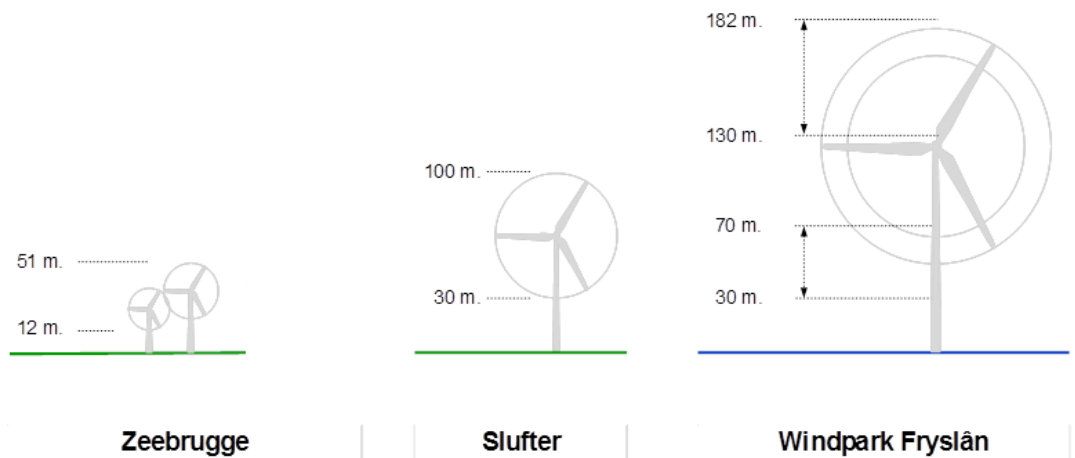 182 m.
130 m.
100 m.
70 m.
51 m.
30 m.
30 m.
12 m.
Zeebrugge
Slufter
Windpark Fryslân